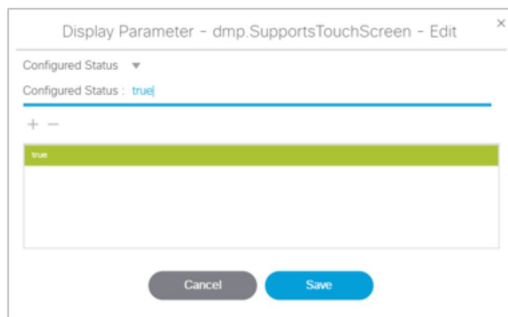 Display Parameter - dmp.SupportsTouchScreen - Edit
Configured Status
Configured Status : true
true
Cancel Save